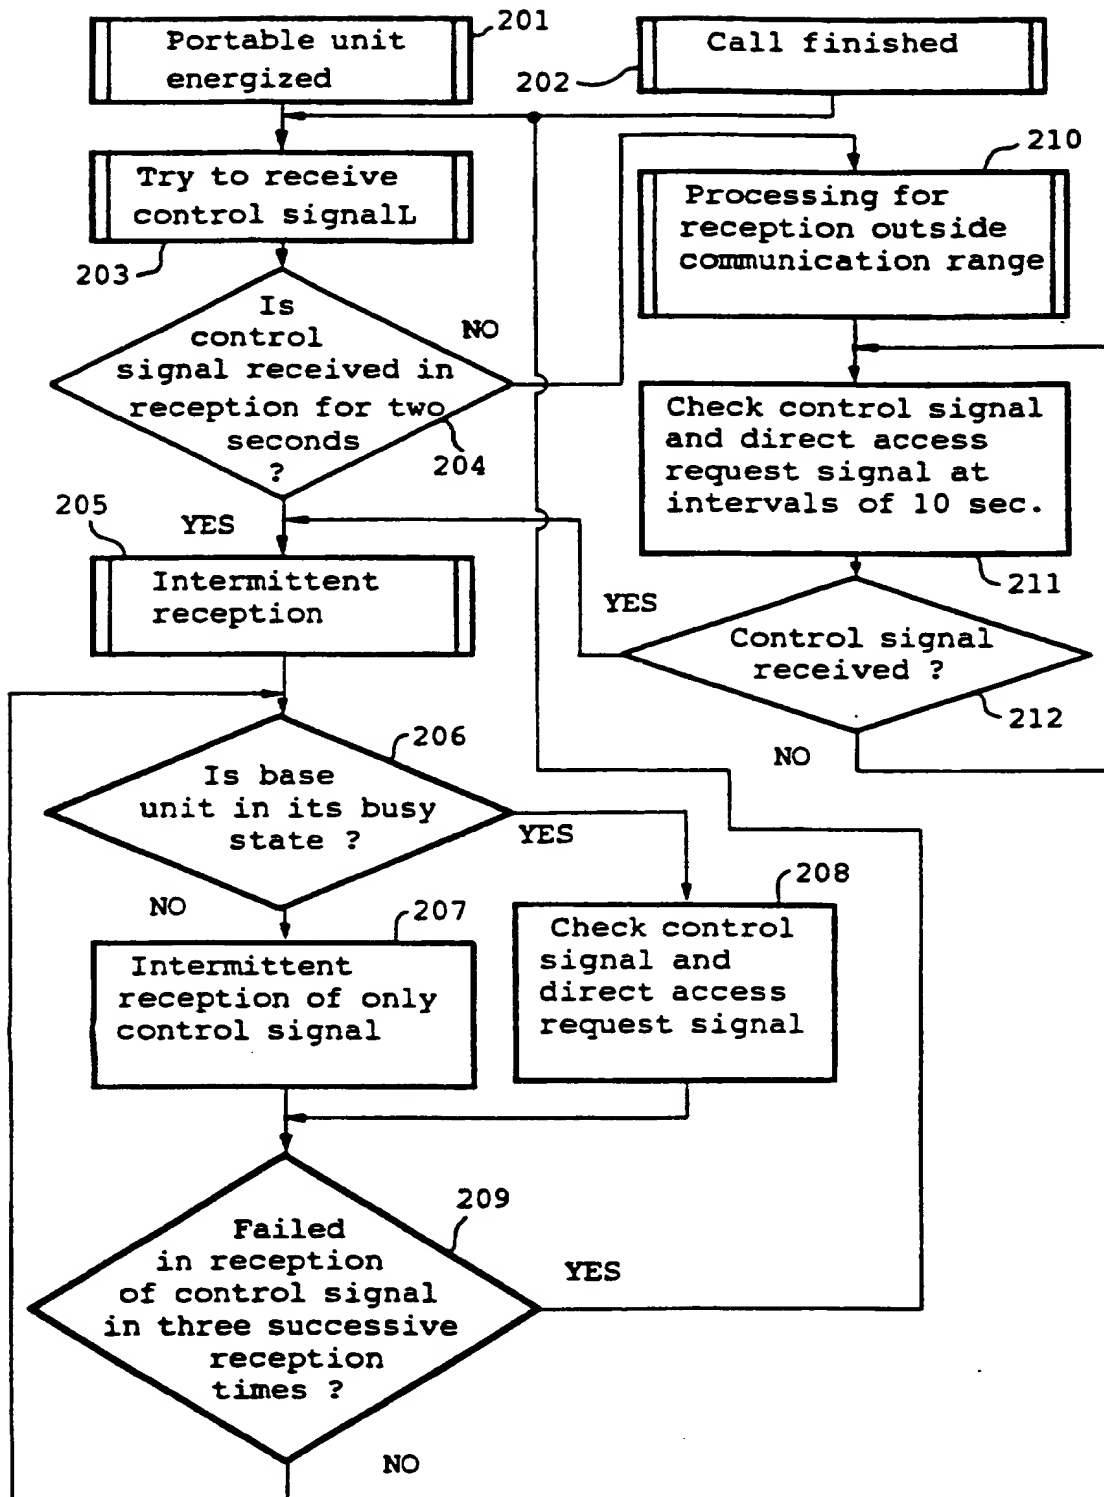 Portable unit
energized
201
Call finished
202
Try to receive
control signalL
203
Is
control
signal received in
reception for two
seconds
?
204
NO
YES
210
Processing for
reception outside
communication range
Check control signal
and direct access
request signal at
intervals of 10 sec.
211
Control signal
received ?
212
YES
NO
205
Intermittent
reception
206
Is base
unit in its busy
state ?
YES
NO
207
Intermittent
reception of only
control signal
208
Check control
signal and
direct access
request signal
209
Failed
in reception
of control signal
in three successive
reception
times ?
YES
NO